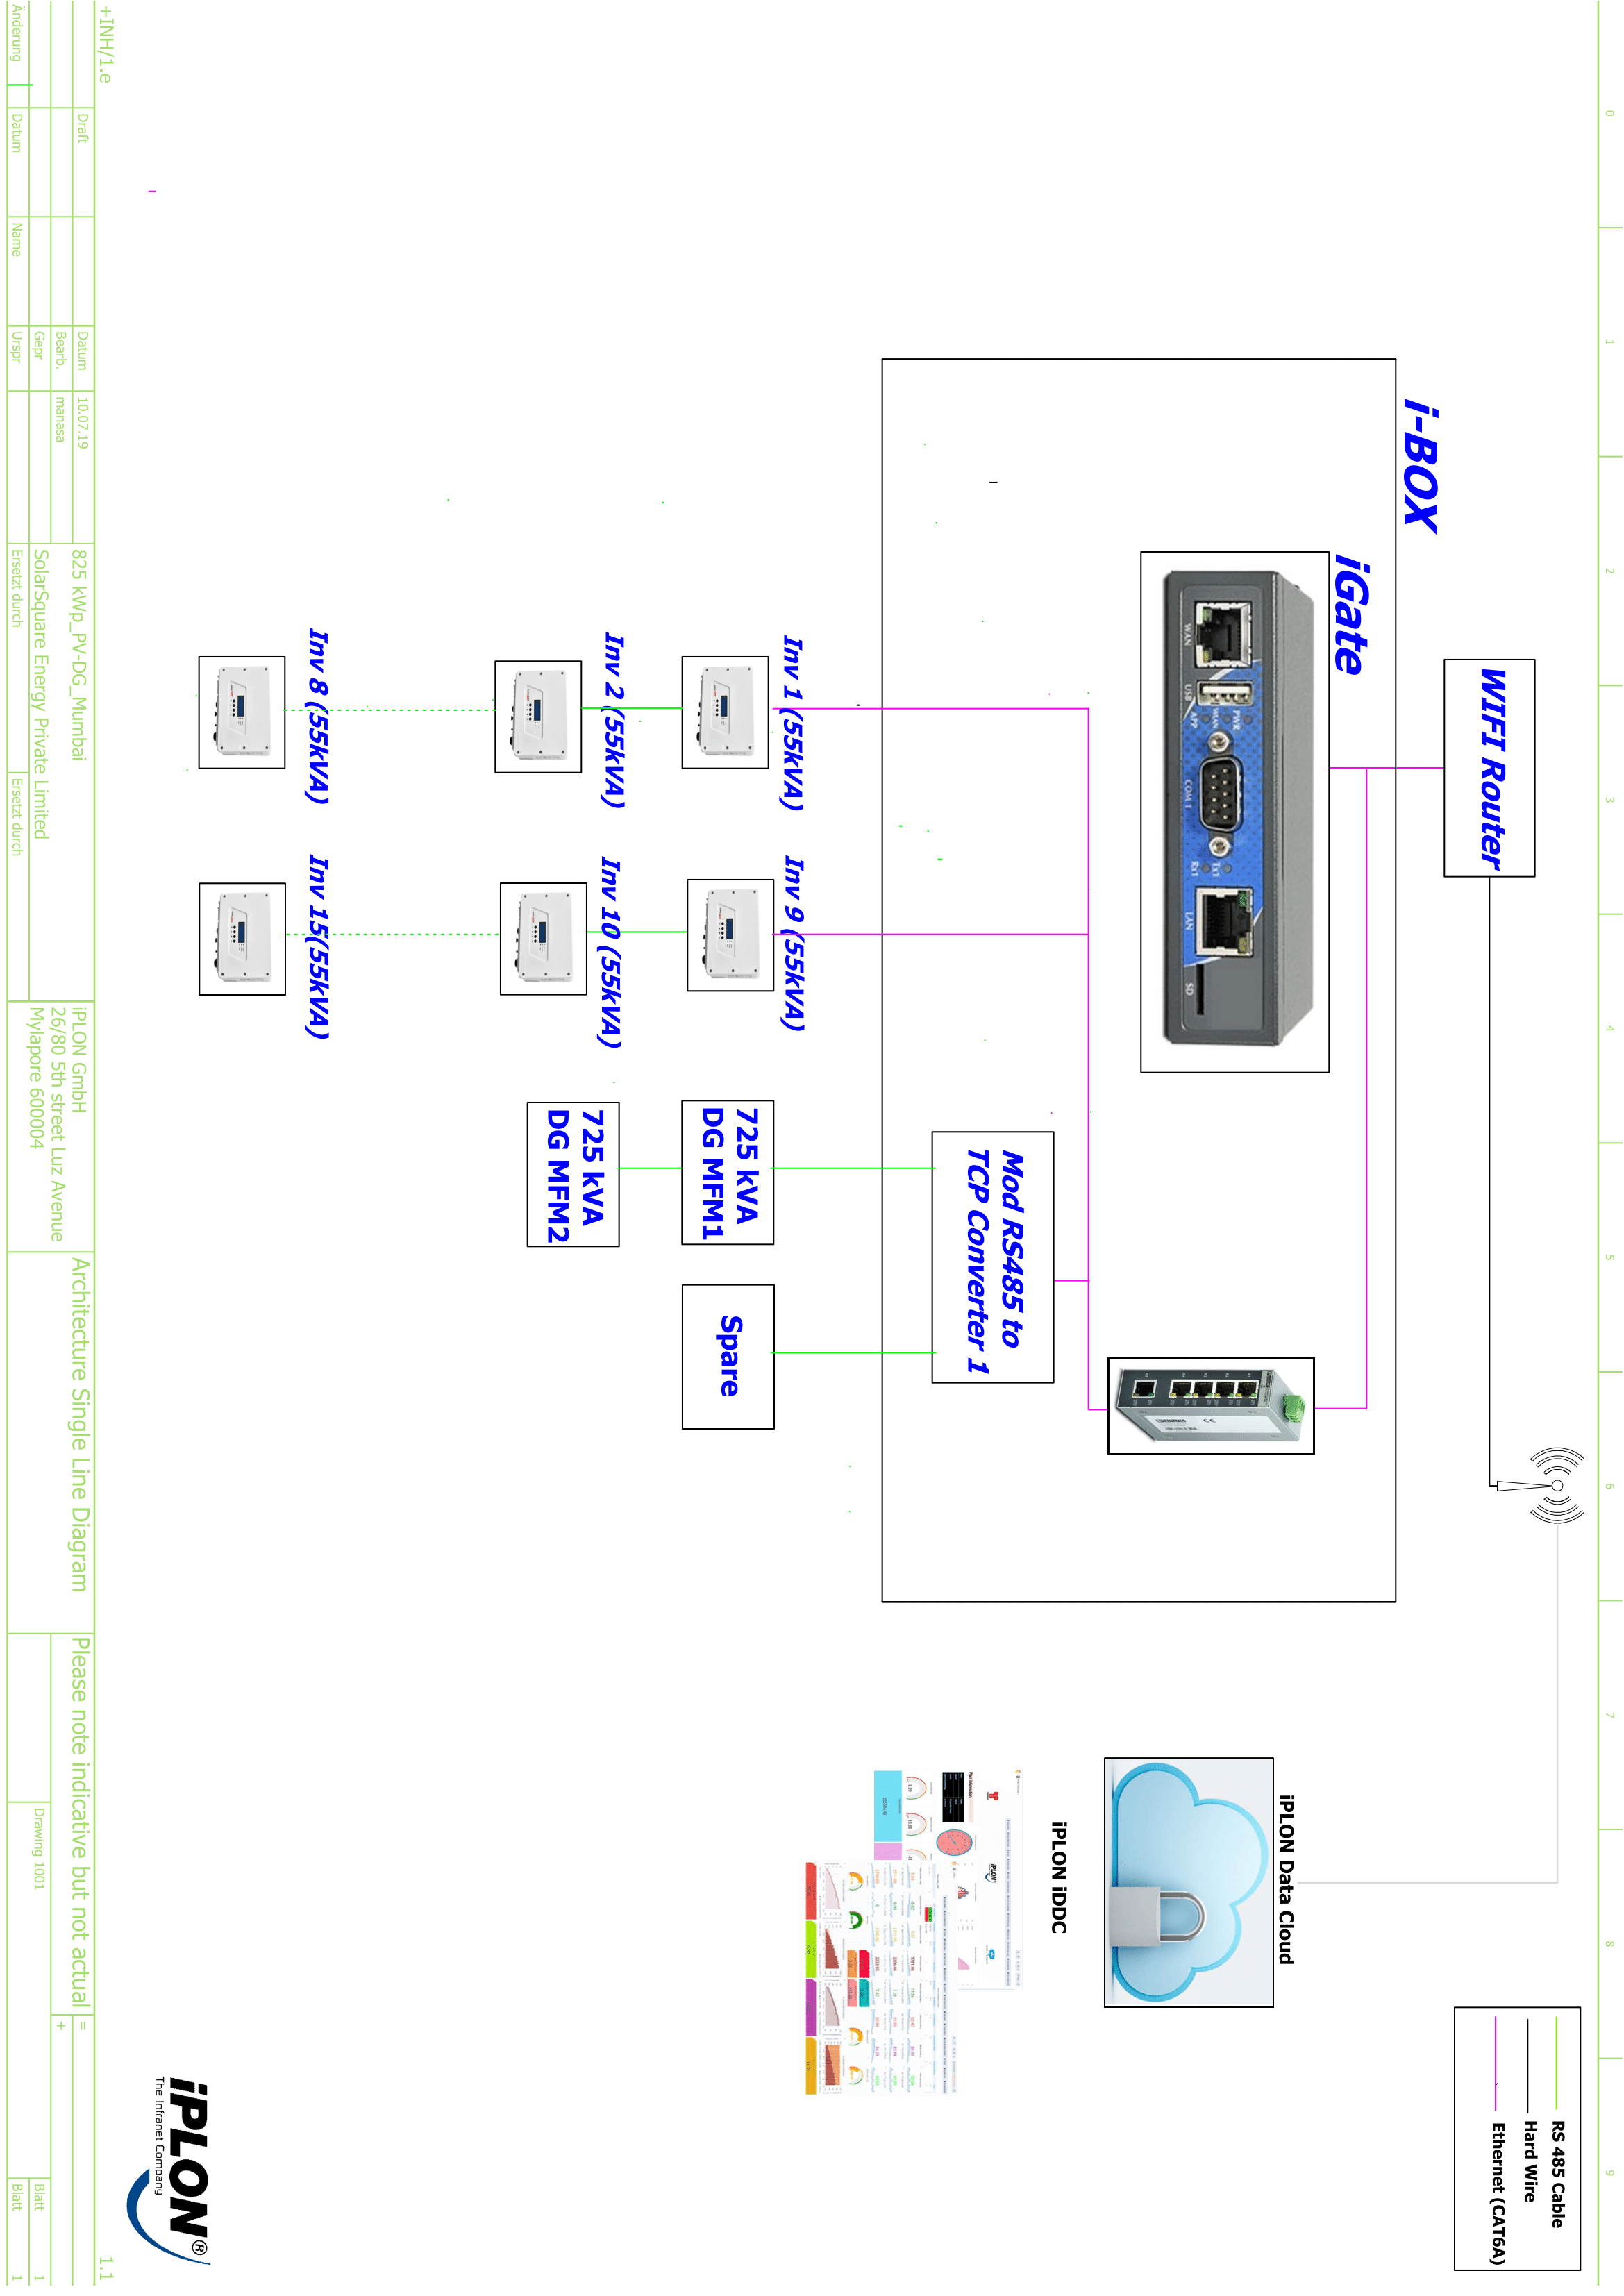 0
1
2
3
4
5
6
7
8
9
RS 485 Cable
Hard Wire
Ethernet (CAT6A)
WIFI Router
i-BOX
iGate
WAN
USB
PWR
WAN
APP
COM 1
Tx1
Rx1
LAN
SD
iPLON Data Cloud
iPLON iDDC
iPLON
Mod RS485 to
TCP Converter 1
Inv 1 (55kVA)
Inv 9 (55kVA)
725 kVA
DG MFM1
Spare
Inv 2 (55kVA)
Inv 10 (55kVA)
725 kVA
DG MFM2
Inv 8 (55kVA)
Inv 15(55kVA)
iPLON®
The Infranet Company
+INH/1.e
1.1
Draft
Datum
10.07.19
825 kWp_PV-DG_Mumbai
iPLON GmbH
Architecture Single Line Diagram
Please note indicative but not actual
=
Bearb.
manasa
26/80 5th street Luz Avenue
+
Gepr
SolarSquare Energy Private Limited
Mylapore 600004
Drawing 1001
Blatt
1
Änderung
Datum
Name
Urspr
Ersetzt durch
Ersetzt durch
Blatt
1